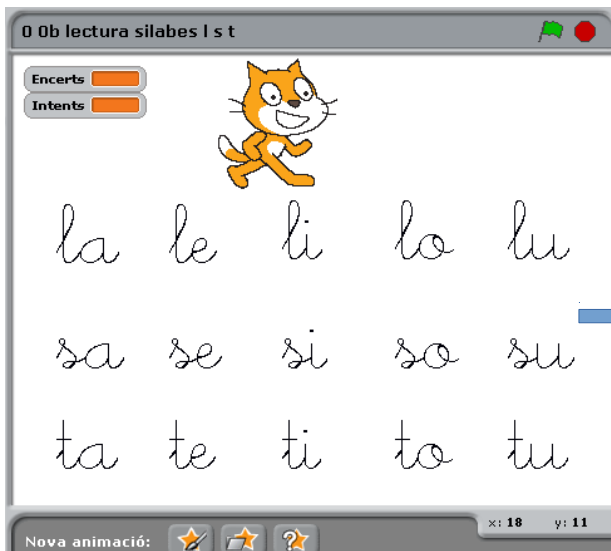 0 0b lectura silabes l s t
Encerts
Intents
la le li lo lu
sa se si so su
ta te ti to tu
x: 18 y: 11
Nova animació: